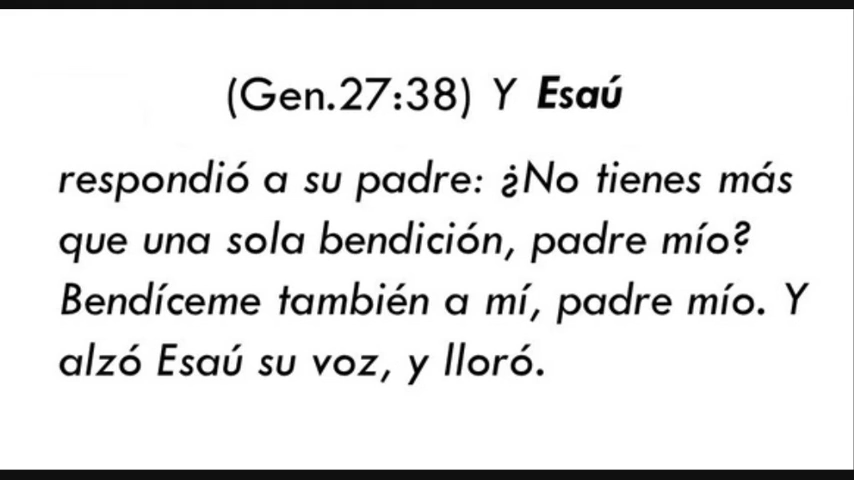 (Gen.27:38) Y Esaú
respondió a su padre: ¿No tienes más
que una sola bendición, padre mío?
Bendíceme también a mí, padre mío. Y
alzó Esaú su voz, y lloró.